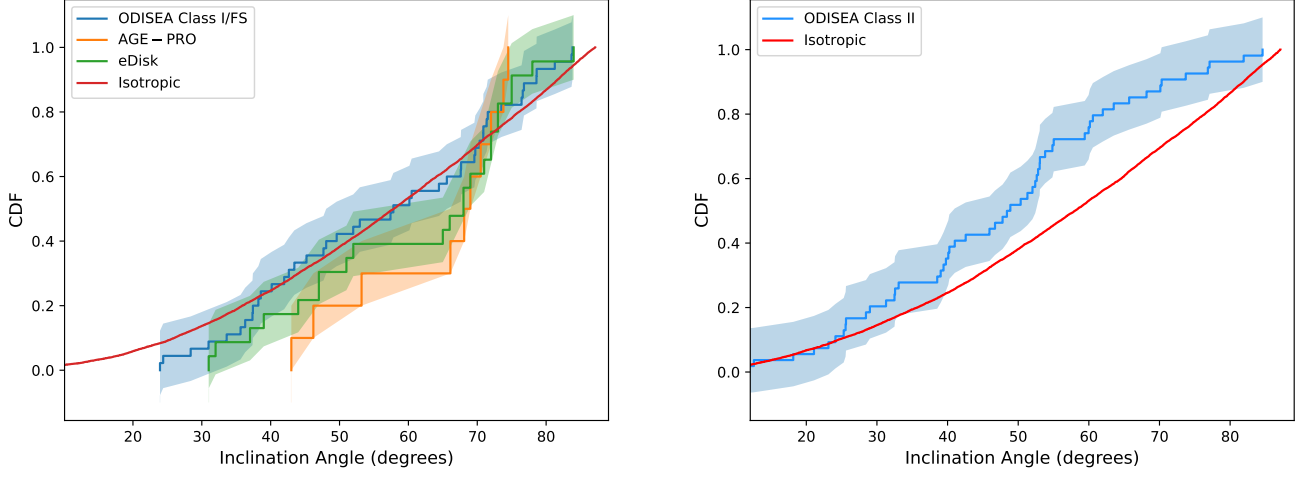 ODISEA Class I/FS
AGE − PRO
eDisk
Isotropic
1.0
0.8
0.6
0.4
0.2
0.0
CDF
20 30 40 50 60 70 80
Inclination Angle (degrees)
ODISEA Class II
Isotropic
1.0
0.8
0.6
0.4
0.2
0.0
CDF
20 30 40 50 60 70 80
Inclination Angle (degrees)